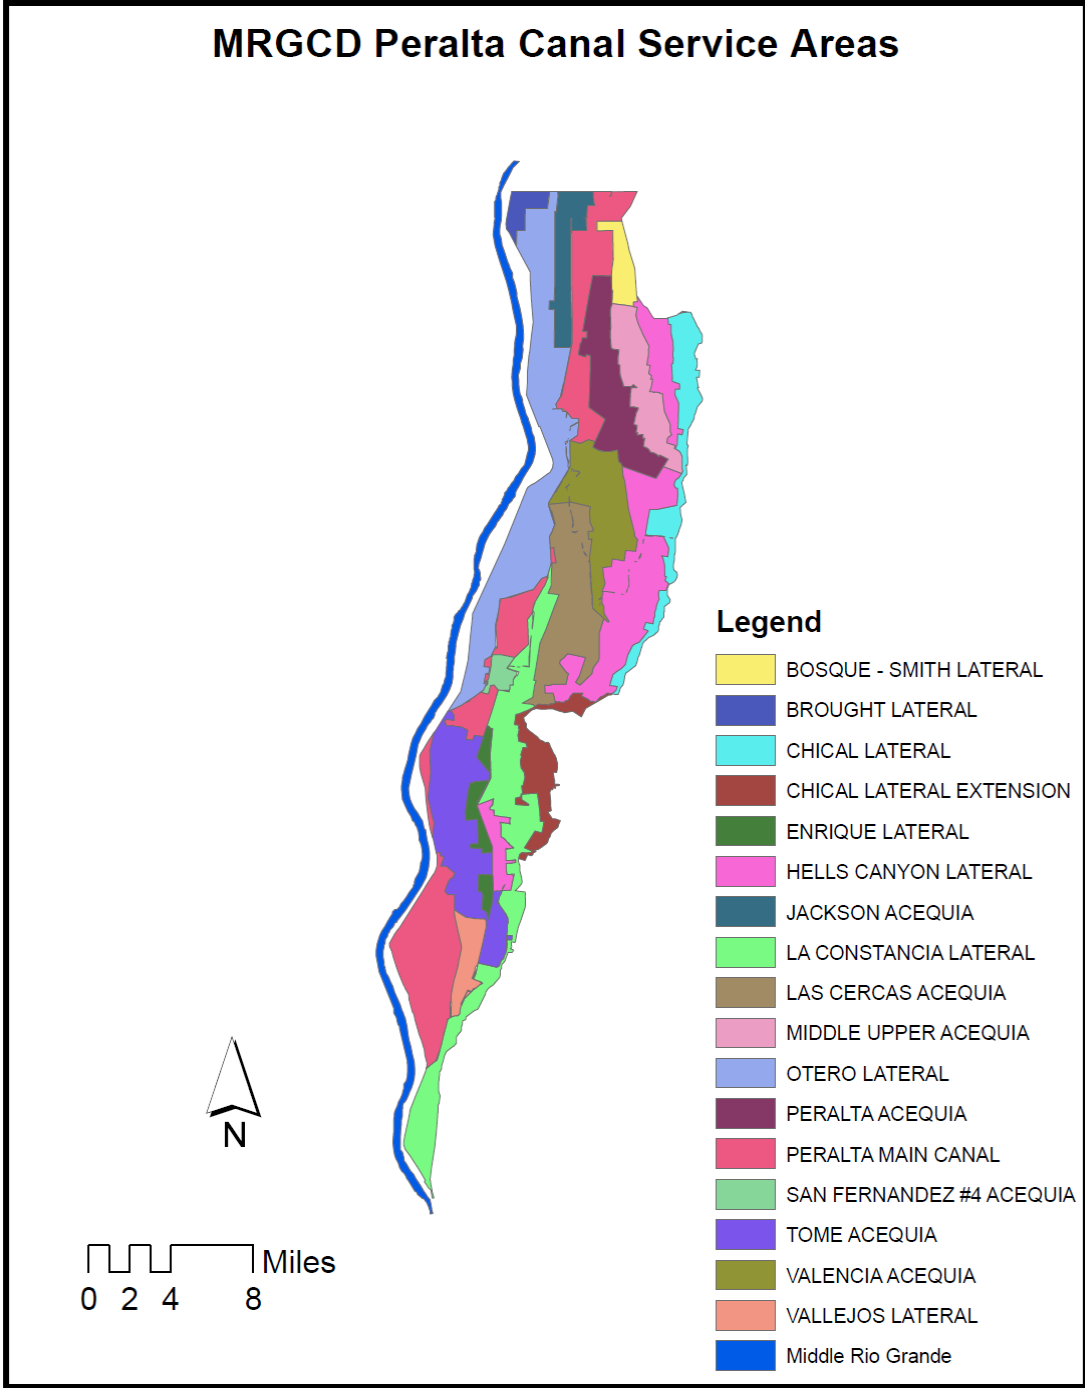 MRGCD Peralta Canal Service Areas
Legend
BOSQUE - SMITH LATERAL
BROUGHT LATERAL
CHICAL LATERAL
CHICAL LATERAL EXTENSION
ENRIQUE LATERAL
HELLS CANYON LATERAL
JACKSON ACEQUIA
LA CONSTANCIA LATERAL
LAS CERCAS ACEQUIA
MIDDLE UPPER ACEQUIA
OTERO LATERAL
PERALTA ACEQUIA
PERALTA MAIN CANAL
SAN FERNANDEZ #4 ACEQUIA
TOME ACEQUIA
VALENCIA ACEQUIA
VALLEJOS LATERAL
Middle Rio Grande
N
Miles
0 2 4 8